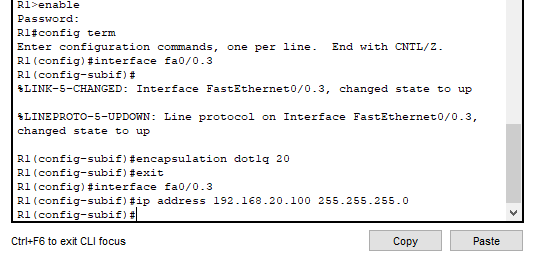 R1>enable
Password:
R1#config term
Enter configuration commands, one per line.  End with CNTL/Z.
R1(config)#interface fa0/0.3
R1(config-subif)#
%LINK-5-CHANGED: Interface FastEthernet0/0.3, changed state to up
%LINEPROTO-5-UPDOWN: Line protocol on Interface FastEthernet0/0.3,
changed state to up
R1(config-subif)#encapsulation dot1q 20
R1(config-subif)#exit
R1(config)#interface fa0/0.3
R1(config-subif)#ip address 192.168.20.100 255.255.255.0
R1(config-subif)#
Ctrl+F6 to exit CLI focus
Copy
Paste